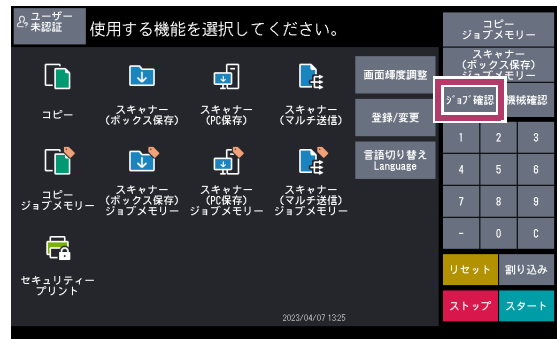 ユーザー
未認証
使用する機能を選択してください。
コピー
ジョブメモリー
スキャナー
(ボックス保存)
ジョブメモリー
ジョブ確認
機械確認
画面輝度調整
登録/変更
言語切り替え
Language
コピー
スキャナー
(ボックス保存)
スキャナー
(PC保存)
スキャナー
(マルチ送信)
コピー
ジョブメモリー
スキャナー
(ボックス保存)
ジョブメモリー
スキャナー
(PC保存)
ジョブメモリー
スキャナー
(マルチ送信)
ジョブメモリー
セキュリティー
プリント
1 2 3
4 5 6
7 8 9
- 0 C
リセット 割り込み
ストップ スタート
2023/04/07 13:25